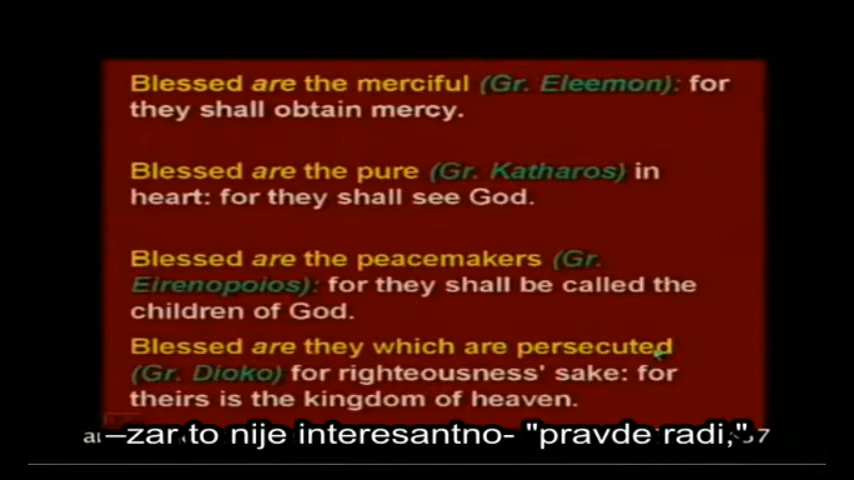 Blessed are the merciful (Gr. Eleemon): for
they shall obtain mercy.
Blessed are the pure (Gr. Katharos) in
heart: for they shall see God.
Blessed are the peacemakers (Gr.
Eirenopoios): for they shall be called the
children of God.
Blessed are they which are persecuted
(Gr. Dioko) for righteousness' sake: for
theirs is the kingdom of heaven.
–zar to nije interesantno- "pravde radi,"